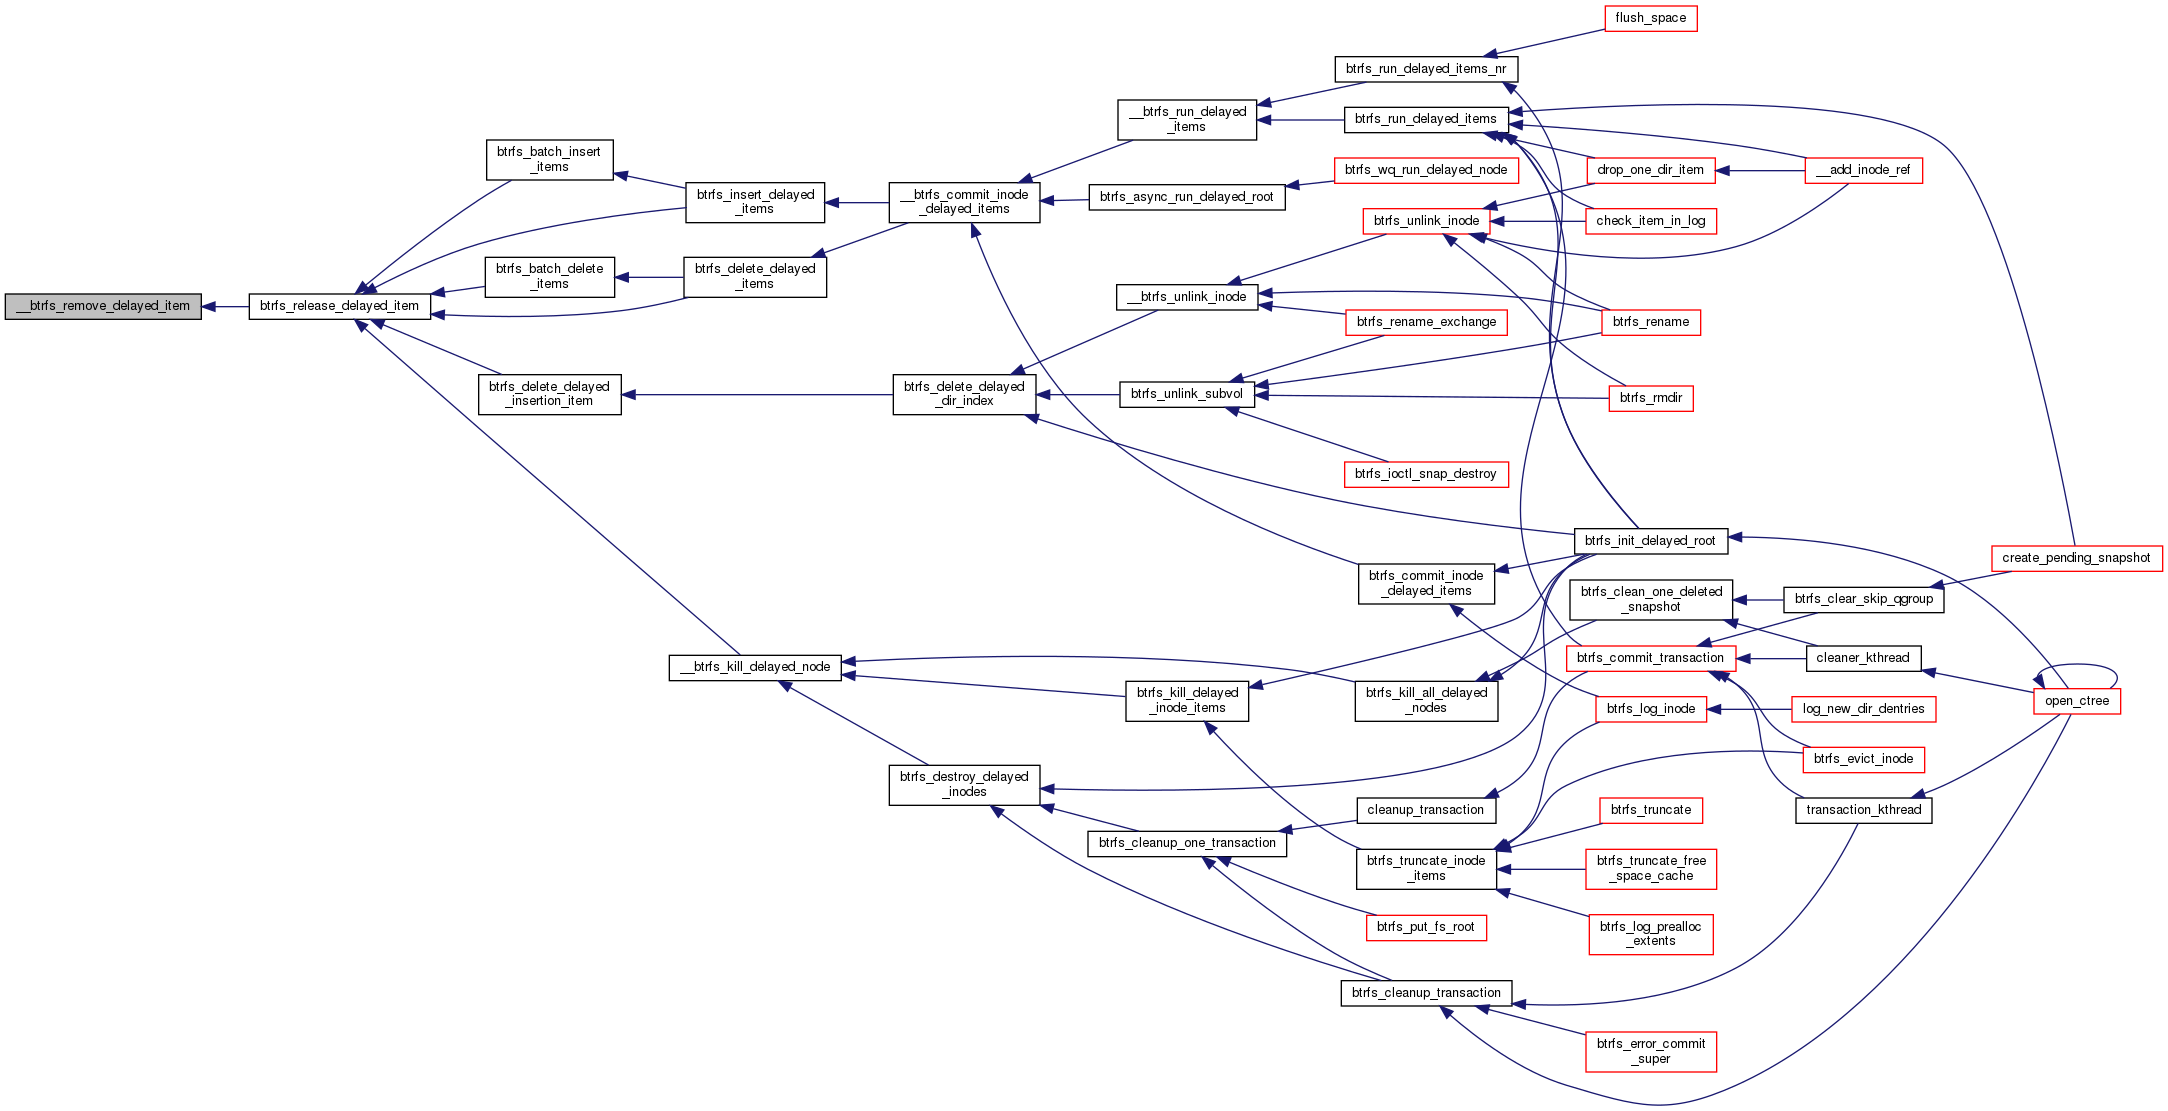 flush_space
btrfs_run_delayed_items_nr
__btrfs_run_delayed
_items
btrfs_run_delayed_items
btrfs_batch_insert
_items
btrfs_wq_run_delayed_node
drop_one_dir_item
__add_inode_ref
btrfs_insert_delayed
_items
__btrfs_commit_inode
_delayed_items
btrfs_async_run_delayed_root
btrfs_unlink_inode
check_item_in_log
btrfs_batch_delete
_items
btrfs_delete_delayed
_items
__btrfs_unlink_inode
__btrfs_remove_delayed_item
btrfs_release_delayed_item
btrfs_rename_exchange
btrfs_rename
btrfs_delete_delayed
_insertion_item
btrfs_delete_delayed
_dir_index
btrfs_unlink_subvol
btrfs_rmdir
btrfs_ioctl_snap_destroy
btrfs_init_delayed_root
create_pending_snapshot
btrfs_commit_inode
_delayed_items
btrfs_clean_one_deleted
_snapshot
btrfs_clear_skip_qgroup
__btrfs_kill_delayed_node
btrfs_commit_transaction
cleaner_kthread
btrfs_kill_delayed
_inode_items
btrfs_kill_all_delayed
_nodes
btrfs_log_inode
log_new_dir_dentries
open_ctree
btrfs_evict_inode
btrfs_destroy_delayed
_inodes
cleanup_transaction
btrfs_truncate
transaction_kthread
btrfs_cleanup_one_transaction
btrfs_truncate_inode
_items
btrfs_truncate_free
_space_cache
btrfs_put_fs_root
btrfs_log_prealloc
_extents
btrfs_cleanup_transaction
btrfs_error_commit
_super